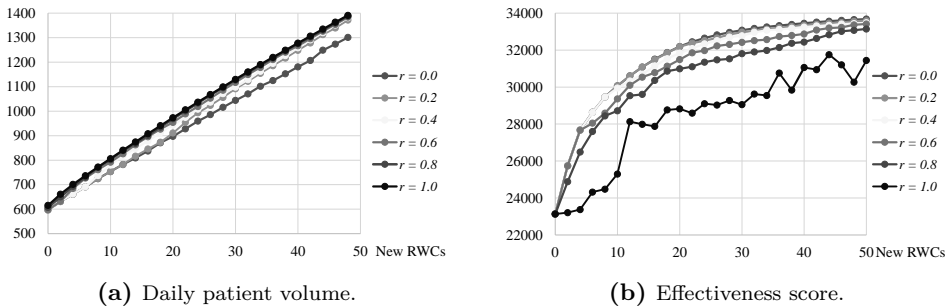 1400
1300
1200
1100
1000
900
800
700
600
500
0 10 20 30 40 50 New RWCs
r = 0.0
r = 0.2
r = 0.4
r = 0.6
r = 0.8
r = 1.0
(a) Daily patient volume.
34000
32000
30000
28000
26000
24000
22000
0 10 20 30 40 50 New RWCs
r = 0.0
r = 0.2
r = 0.4
r = 0.6
r = 0.8
r = 1.0
(b) Effectiveness score.